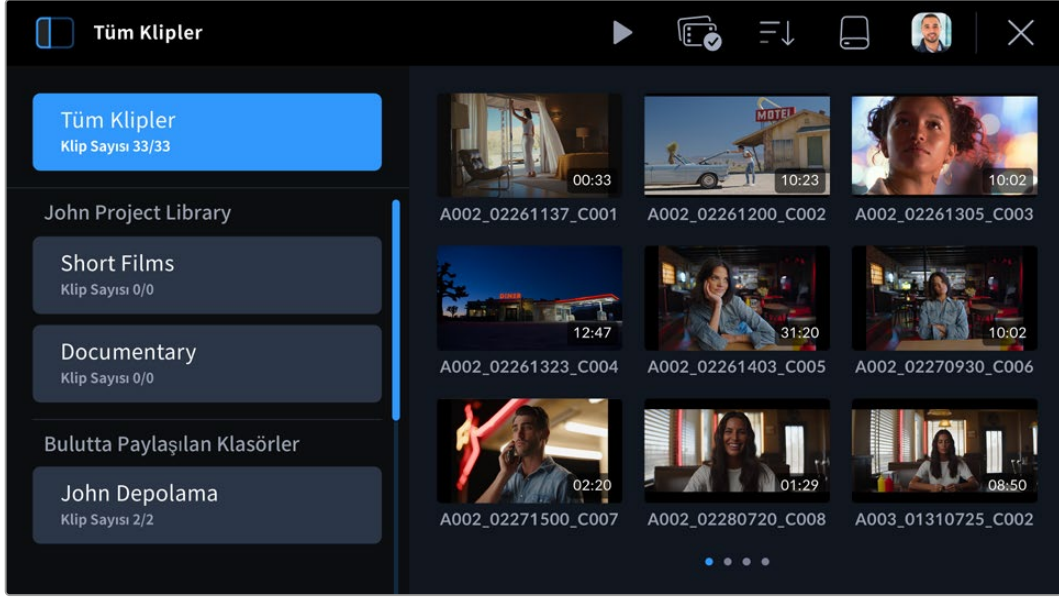 Tüm Klipler
Tüm Klipler
Klip Sayısı 33/33
John Project Library
Short Films
Klip Sayısı 0/0
Documentary
Klip Sayısı 0/0
Bulutta Paylaşılan Klasörler
John Depolama
Klip Sayısı 2/2
MOTEL
00:33
10:23
10:02
A002_02261137_C001
A002_02261200_C002
A002_02261305_C003
DINER
12:47
31:20
10:02
A002_02261323_C004
A002_02261403_C005
A002_02270930_C006
02:20
01:29
08:50
A002_02271500_C007
A002_02280720_C008
A003_01310725_C002